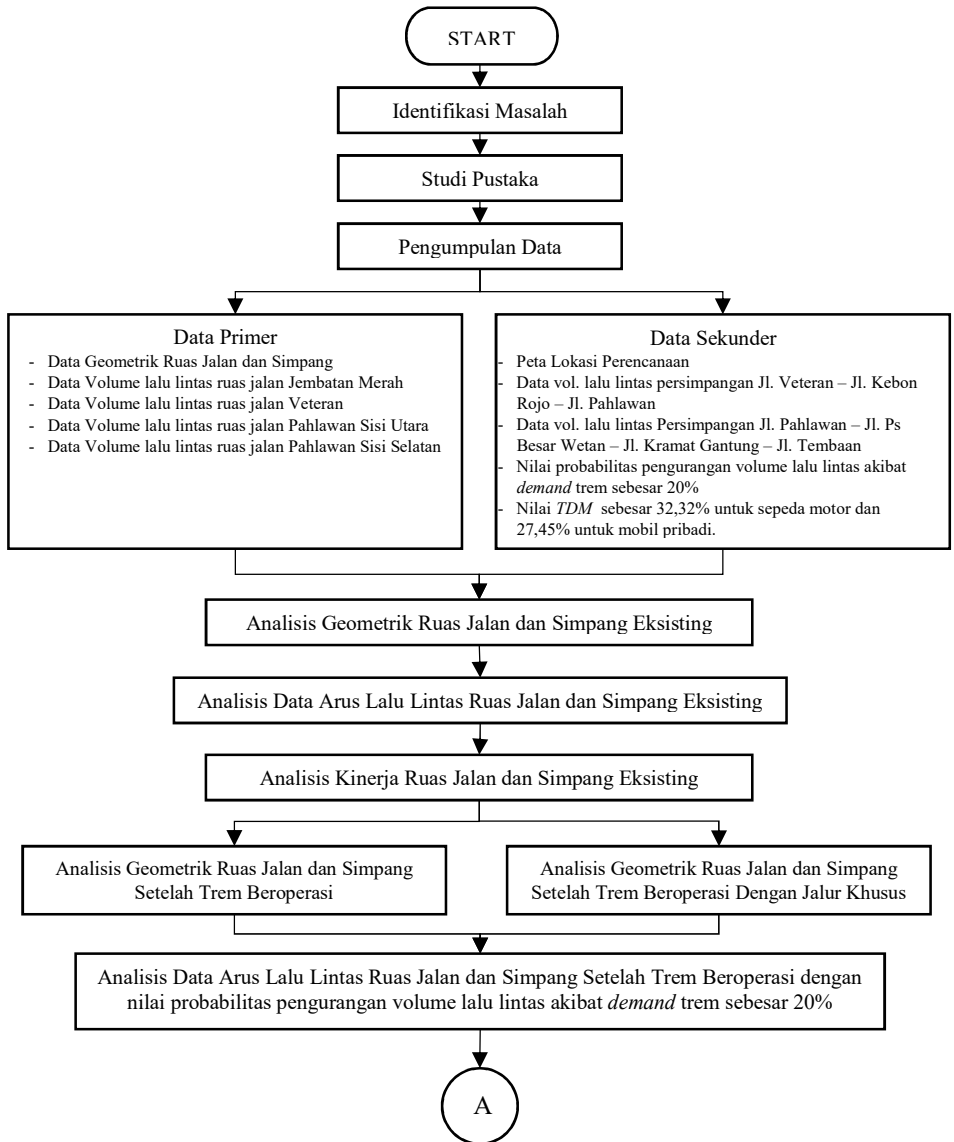 START
Identifikasi Masalah
Studi Pustaka
Pengumpulan Data
Data Primer
- Data Geometrik Ruas Jalan dan Simpang
- Data Volume lalu lintas ruas jalan Jembatan Merah
- Data Volume lalu lintas ruas jalan Veteran
- Data Volume lalu lintas ruas jalan Pahlawan Sisi Utara
- Data Volume lalu lintas ruas jalan Pahlawan Sisi Selatan
Data Sekunder
- Peta Lokasi Perencanaan
- Data vol. lalu lintas persimpangan Jl. Veteran – Jl. Kebon
Rojo – Jl. Pahlawan
- Data vol. lalu lintas Persimpangan Jl. Pahlawan – Jl. Ps
Besar Wetan – Jl. Kramat Gantung – Jl. Tembaan
- Nilai probabilitas pengurangan volume lalu lintas akibat
demand trem sebesar 20%
- Nilai TDM sebesar 32,32% untuk sepeda motor dan
27,45% untuk mobil pribadi.
Analisis Geometrik Ruas Jalan dan Simpang Eksisting
Analisis Data Arus Lalu Lintas Ruas Jalan dan Simpang Eksisting
Analisis Kinerja Ruas Jalan dan Simpang Eksisting
Analisis Geometrik Ruas Jalan dan Simpang
Setelah Trem Beroperasi
Analisis Geometrik Ruas Jalan dan Simpang
Setelah Trem Beroperasi Dengan Jalur Khusus
Analisis Data Arus Lalu Lintas Ruas Jalan dan Simpang Setelah Trem Beroperasi dengan
nilai probabilitas pengurangan volume lalu lintas akibat demand trem sebesar 20%
A